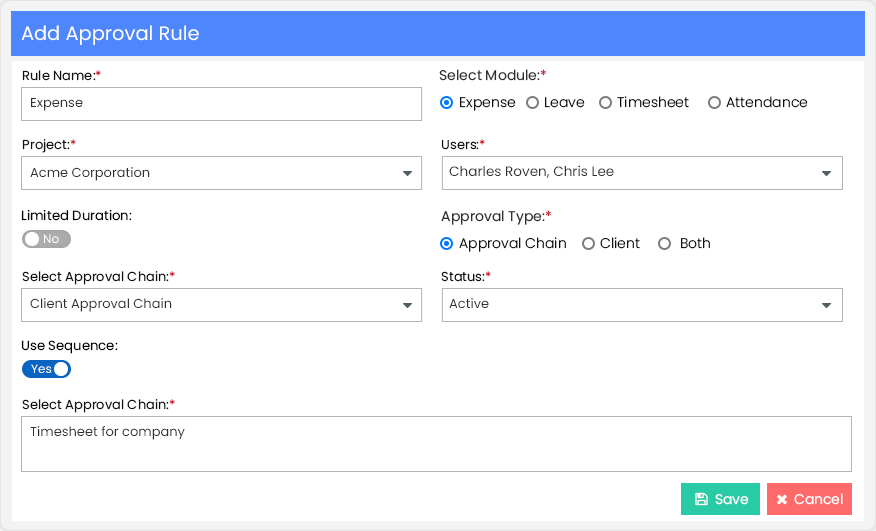 Add Approval Rule
Rule Name:*
Select Module:*
Expense
Expense Leave Timesheet Attendance
Project:*
Users:*
Acme Corporation
Charles Roven, Chris Lee
Limited Duration:
Approval Type:*
No
Approval Chain Client Both
Select Approval Chain:*
Status:*
Client Approval Chain
Active
Use Sequence:
Yes
Select Approval Chain:*
Timesheet for company
Save
Cancel